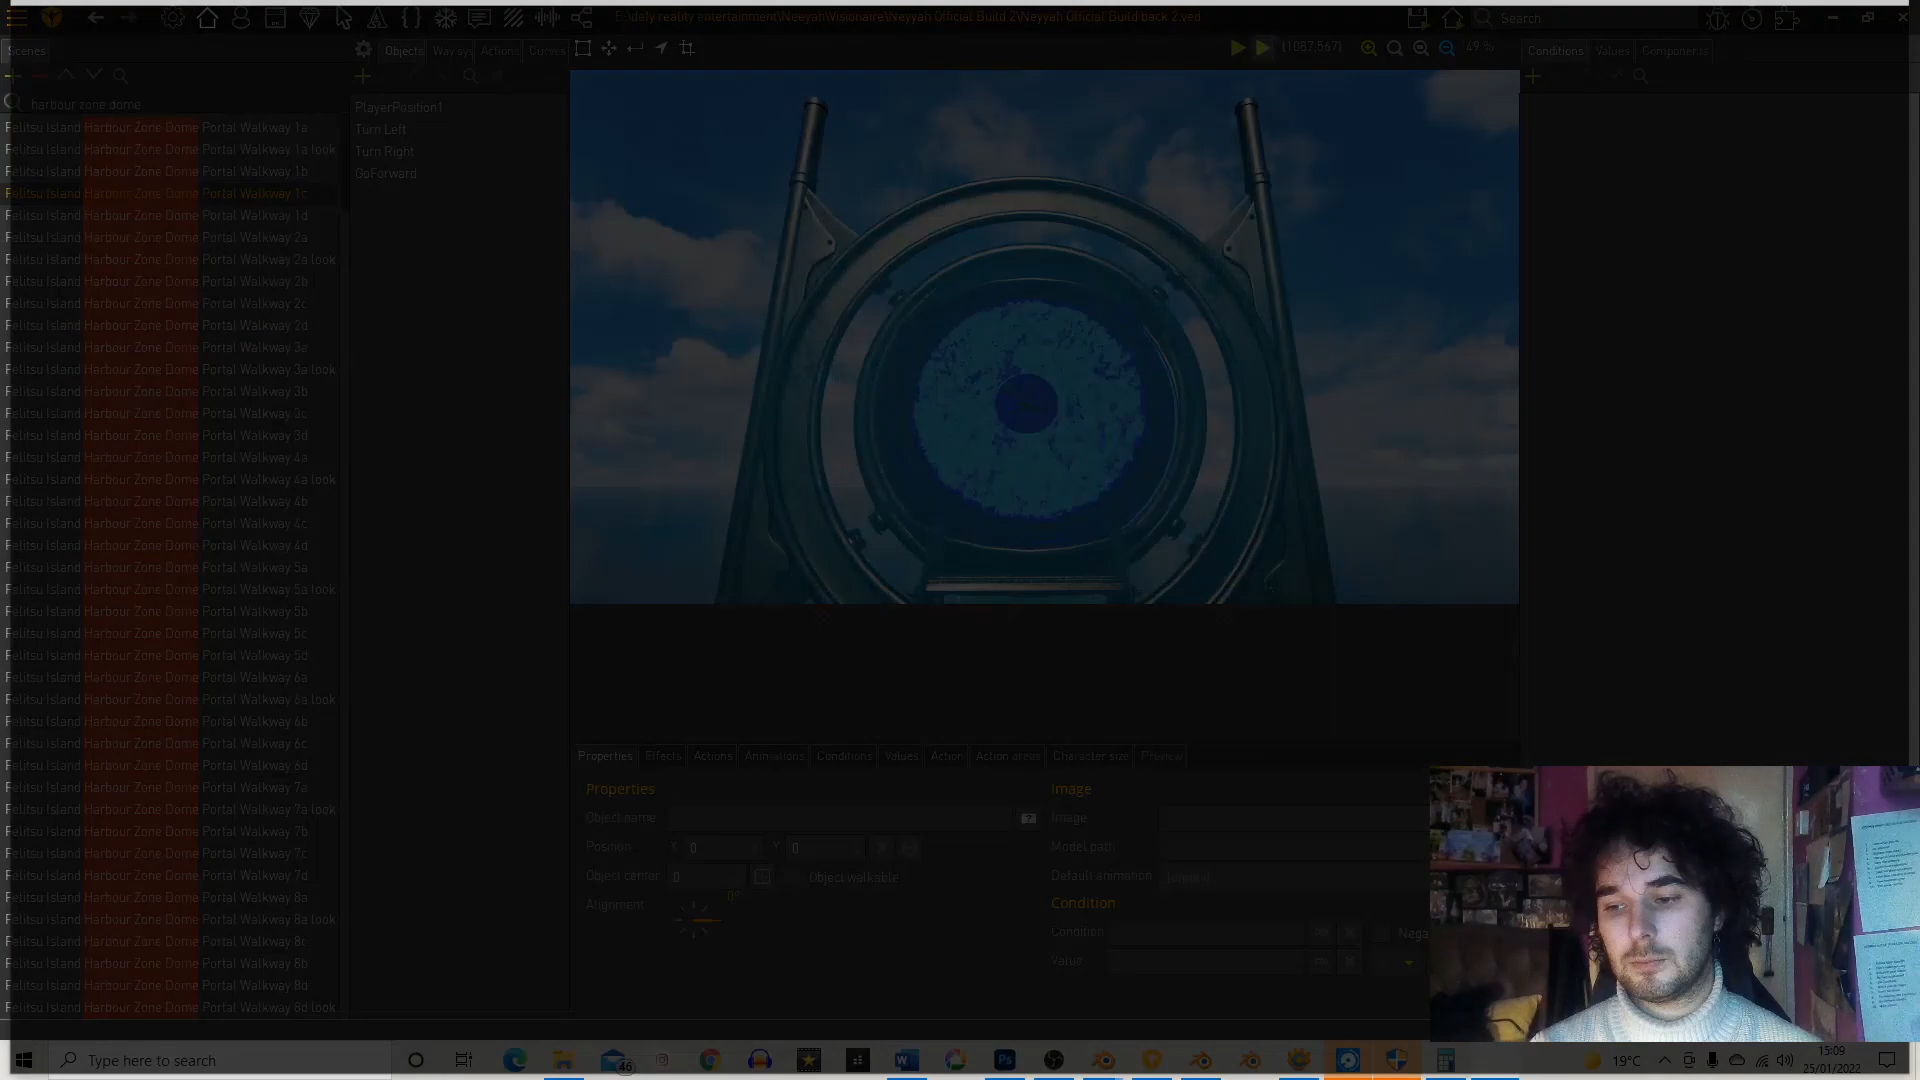 E:\defy reality entertainment\Neeyah\Visionaire\Neyyah Official Build 2\Neyyah Official Build back 2.ved
Search
Scenes
Objects
Way sys
Actions
Curves
(1087,567)
49 %
Conditions
Values
Components
harbour zone dome
Felitsu Island Harbour Zone Dome Portal Walkway 1a
Felitsu Island Harbour Zone Dome Portal Walkway 1a look
Felitsu Island Harbour Zone Dome Portal Walkway 1b
Felitsu Island Harbour Zone Dome Portal Walkway 1c
Felitsu Island Harbour Zone Dome Portal Walkway 1d
Felitsu Island Harbour Zone Dome Portal Walkway 2a
Felitsu Island Harbour Zone Dome Portal Walkway 2a look
Felitsu Island Harbour Zone Dome Portal Walkway 2b
Felitsu Island Harbour Zone Dome Portal Walkway 2c
Felitsu Island Harbour Zone Dome Portal Walkway 2d
Felitsu Island Harbour Zone Dome Portal Walkway 3a
Felitsu Island Harbour Zone Dome Portal Walkway 3a look
Felitsu Island Harbour Zone Dome Portal Walkway 3b
Felitsu Island Harbour Zone Dome Portal Walkway 3c
Felitsu Island Harbour Zone Dome Portal Walkway 3d
Felitsu Island Harbour Zone Dome Portal Walkway 4a
Felitsu Island Harbour Zone Dome Portal Walkway 4a look
Felitsu Island Harbour Zone Dome Portal Walkway 4b
Felitsu Island Harbour Zone Dome Portal Walkway 4c
Felitsu Island Harbour Zone Dome Portal Walkway 4d
Felitsu Island Harbour Zone Dome Portal Walkway 5a
Felitsu Island Harbour Zone Dome Portal Walkway 5a look
Felitsu Island Harbour Zone Dome Portal Walkway 5b
Felitsu Island Harbour Zone Dome Portal Walkway 5c
Felitsu Island Harbour Zone Dome Portal Walkway 5d
Felitsu Island Harbour Zone Dome Portal Walkway 6a
Felitsu Island Harbour Zone Dome Portal Walkway 6a look
Felitsu Island Harbour Zone Dome Portal Walkway 6b
Felitsu Island Harbour Zone Dome Portal Walkway 6c
Felitsu Island Harbour Zone Dome Portal Walkway 6d
Felitsu Island Harbour Zone Dome Portal Walkway 7a
Felitsu Island Harbour Zone Dome Portal Walkway 7a look
Felitsu Island Harbour Zone Dome Portal Walkway 7b
Felitsu Island Harbour Zone Dome Portal Walkway 7c
Felitsu Island Harbour Zone Dome Portal Walkway 7d
Felitsu Island Harbour Zone Dome Portal Walkway 8a
Felitsu Island Harbour Zone Dome Portal Walkway 8a look
Felitsu Island Harbour Zone Dome Portal Walkway 8c
Felitsu Island Harbour Zone Dome Portal Walkway 8b
Felitsu Island Harbour Zone Dome Portal Walkway 8d
Felitsu Island Harbour Zone Dome Portal Walkway 8d look
PlayerPosition1
Turn Left
Turn Right
GoForward
Properties
Effects
Actions
Animations
Conditions
Values
Action
Action areas
Character size
Preview
Properties
Object name
Position X 0 Y 0
Object center 0
Object walkable
Alignment
0°
Image
Image
Model path
Default animation
Condition
Condition
Nega
Value
Type here to search
46
19°C
15:09
25/01/2022